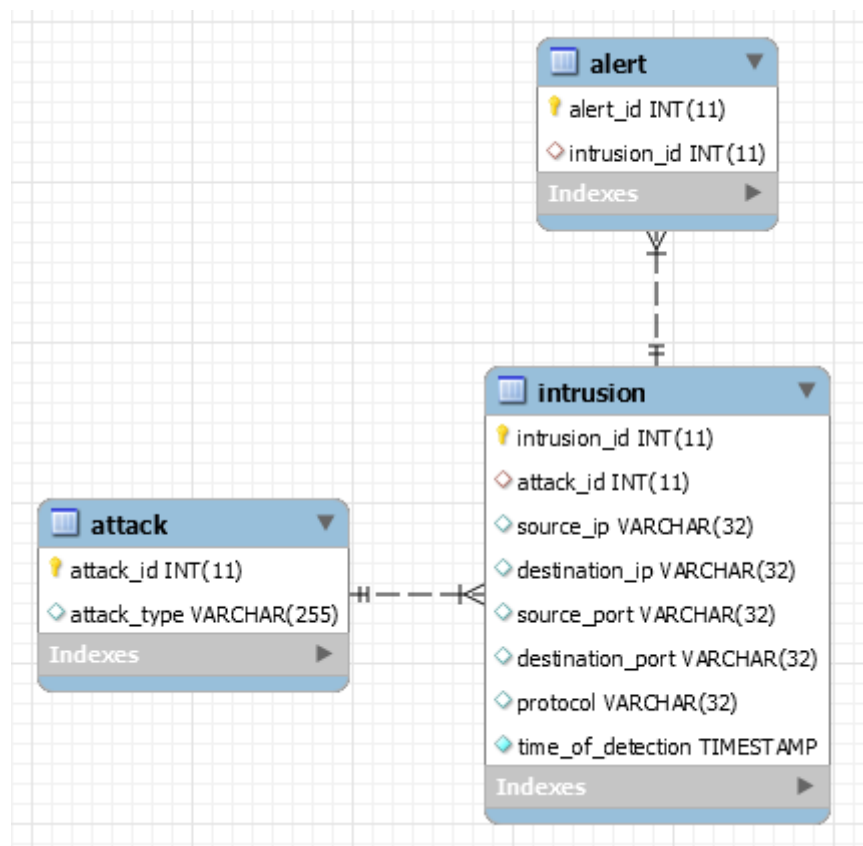 alert
alert_id INT(11)
intrusion_id INT(11)
Indexes
intrusion
intrusion_id INT(11)
attack_id INT(11)
source_ip VARCHAR(32)
destination_ip VARCHAR(32)
source_port VARCHAR(32)
destination_port VARCHAR(32)
protocol VARCHAR(32)
time_of_detection TIMESTAMP
Indexes
attack
attack_id INT(11)
attack_type VARCHAR(255)
Indexes